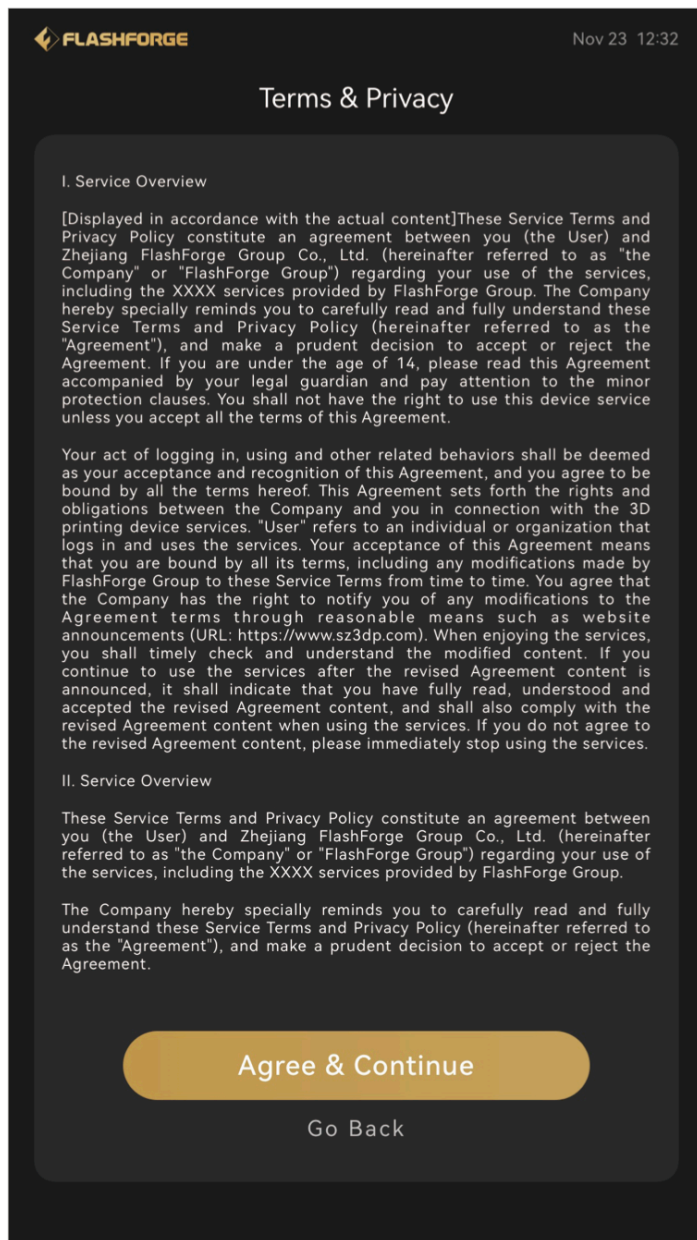 FLASHFORGE
Nov 23 12:32
Terms & Privacy
I. Service Overview
[Displayed in accordance with the actual content]These Service Terms and
Privacy Policy constitute an agreement between you (the User) and
Zhejiang FlashForge Group Co., Ltd. (hereinafter referred to as "the
Company" or "FlashForge Group") regarding your use of the services,
including the XXXX services provided by FlashForge Group. The Company
hereby specially reminds you to carefully read and fully understand these
Service Terms and Privacy Policy (hereinafter referred to as the
"Agreement"), and make a prudent decision to accept or reject the
Agreement. If you are under the age of 14, please read this Agreement
accompanied by your legal guardian and pay attention to the minor
protection clauses. You shall not have the right to use this device service
unless you accept all the terms of this Agreement.
Your act of logging in, using and other related behaviors shall be deemed
as your acceptance and recognition of this Agreement, and you agree to be
bound by all the terms hereof. This Agreement sets forth the rights and
obligations between the Company and you in connection with the 3D
printing device services. "User" refers to an individual or organization that
logs in and uses the services. Your acceptance of this Agreement means
that you are bound by all its terms, including any modifications made by
FlashForge Group to these Service Terms from time to time. You agree that
the Company has the right to notify you of any modifications to the
Agreement terms through reasonable means such as website
announcements (URL: https://www.sz3dp.com). When enjoying the services,
you shall timely check and understand the modified content. If you
continue to use the services after the revised Agreement content is
announced, it shall indicate that you have fully read, understood and
accepted the revised Agreement content, and shall also comply with the
revised Agreement content when using the services. If you do not agree to
the revised Agreement content, please immediately stop using the services.
II. Service Overview
These Service Terms and Privacy Policy constitute an agreement between
you (the User) and Zhejiang FlashForge Group Co., Ltd. (hereinafter
referred to as "the Company" or "FlashForge Group") regarding your use of
the services, including the XXXX services provided by FlashForge Group.
The Company hereby specially reminds you to carefully read and fully
understand these Service Terms and Privacy Policy (hereinafter referred to
as the "Agreement"), and make a prudent decision to accept or reject the
Agreement.
Agree & Continue
Go Back